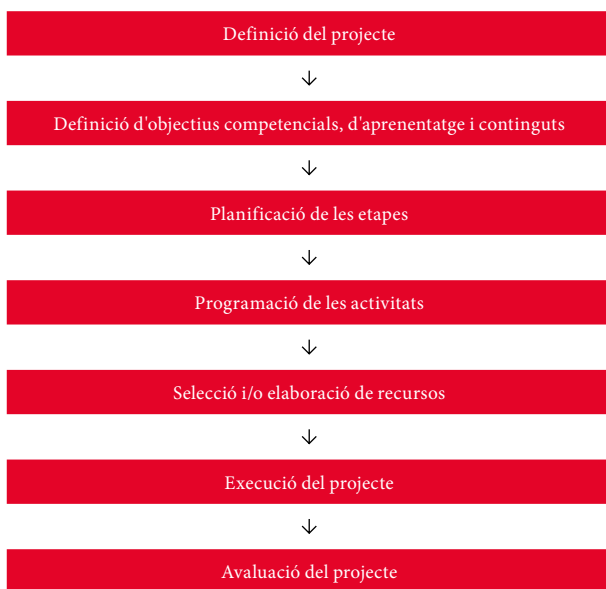 Definició del projecte
Definició d'objectius competencials, d'aprenentatge i continguts
Planificació de les etapes
Programació de les activitats
Selecció i/o elaboració de recursos
Execució del projecte
Avaluació del projecte